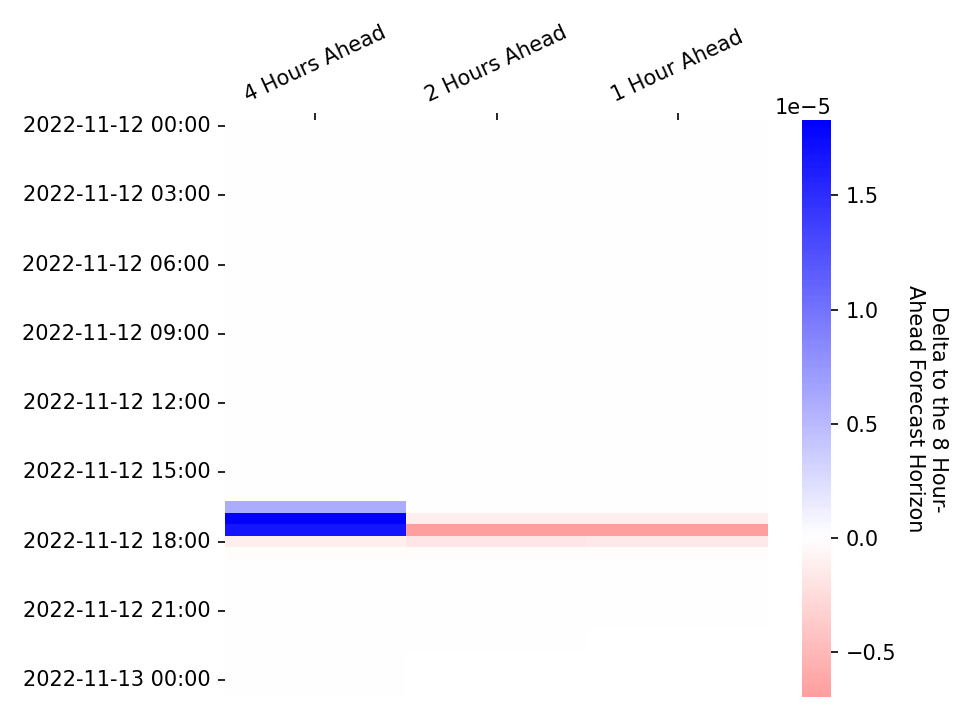 4 Hours Ahead
2 Hours Ahead
1 Hour Ahead
1e−5
2022-11-12 00:00
2022-11-12 03:00
2022-11-12 06:00
2022-11-12 09:00
2022-11-12 12:00
2022-11-12 15:00
2022-11-12 18:00
2022-11-12 21:00
2022-11-13 00:00
1.5
1.0
0.5
0.0
−0.5
Delta to the 8 Hour-
Ahead Forecast Horizon